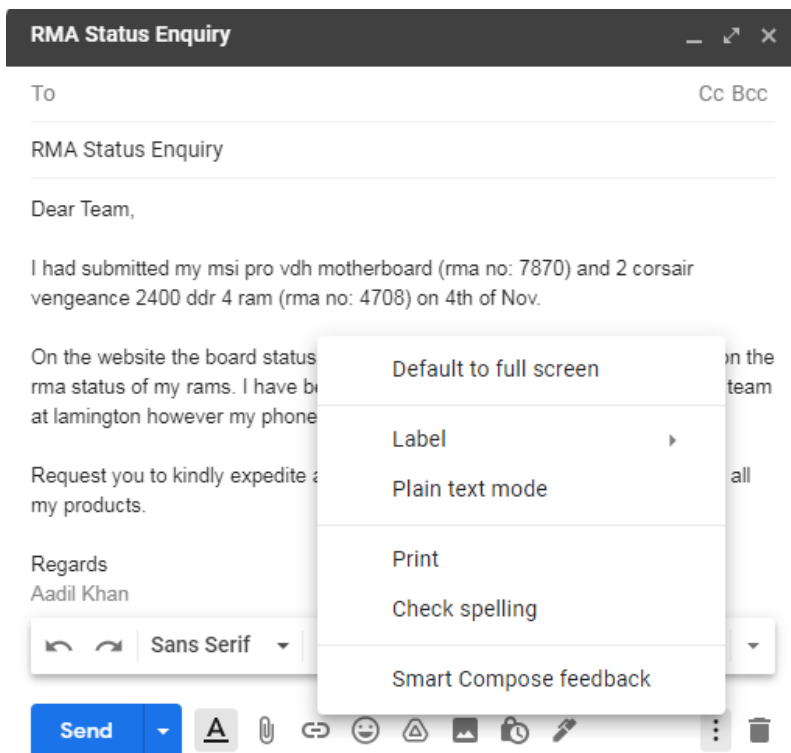 RMA Status Enquiry
To
Cc Bcc
RMA Status Enquiry
Dear Team,
I had submitted my msi pro vdh motherboard (rma no: 7870) and 2 corsair
vengeance 2400 ddr 4 ram (rma no: 4708) on 4th of Nov.
On the website the board status on the
rma status of my rams. I have team
at lamington however my phone
Request you to kindly expedite all
my products.
Regards
Aadil Khan
Default to full screen
Label
Plain text mode
Print
Check spelling
Smart Compose feedback
Sans Serif
Send